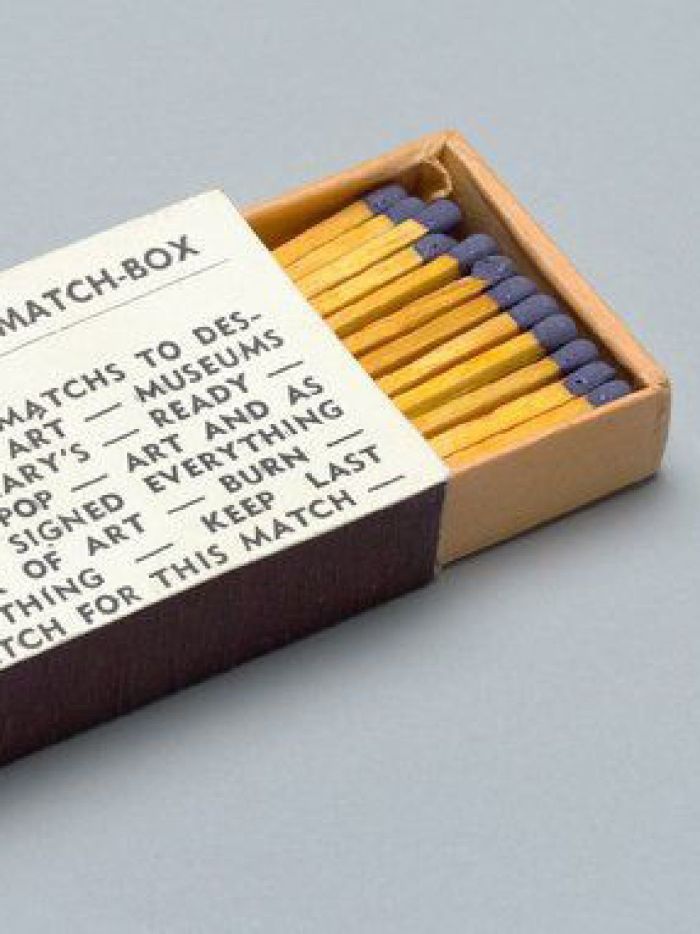 MATCH-BOX
MATCHS TO DES-
ART — MUSEUMS
ARY'S — READY —
POP — ART AND AS
SIGNED EVERYTHING
OF ART — BURN —
THING — KEEP LAST
TCH FOR THIS MATCH —